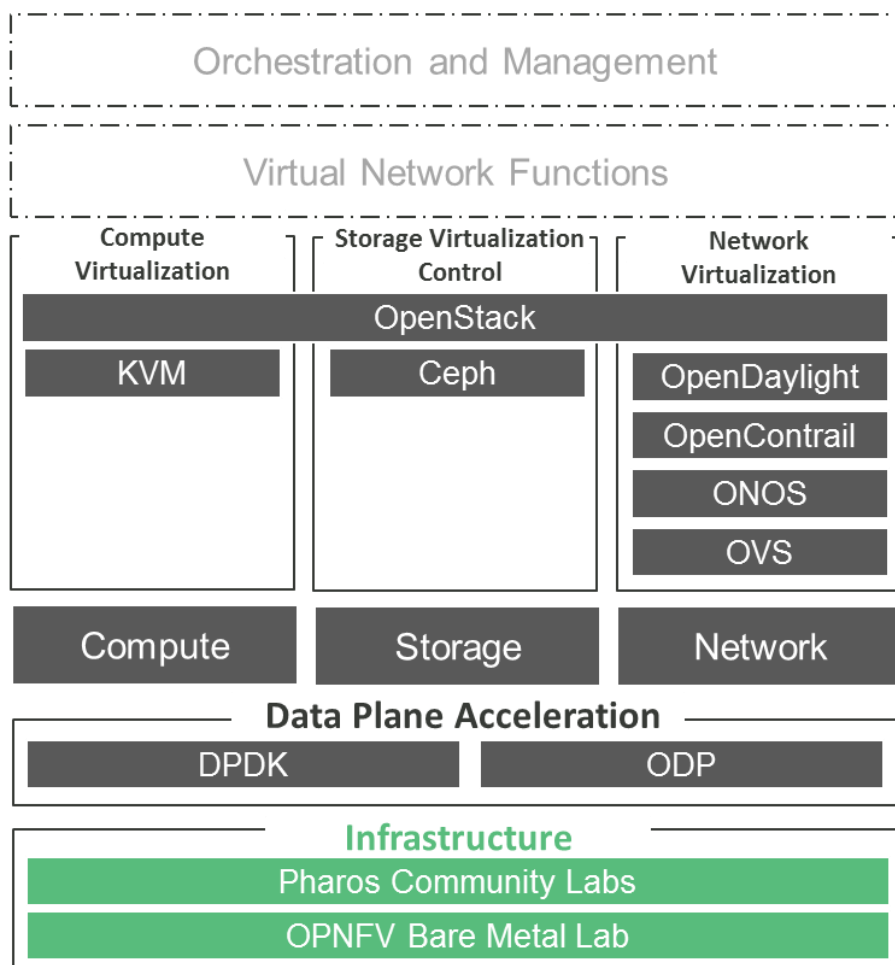 Orchestration and Management
Virtual Network Functions
Compute
Virtualization
Storage Virtualization
Control
Network
Virtualization
OpenStack
KVM
Ceph
OpenDaylight
OpenContrail
ONOS
OVS
Compute
Storage
Network
Data Plane Acceleration
DPDK
ODP
Infrastructure
Pharos Community Labs
OPNFV Bare Metal Lab